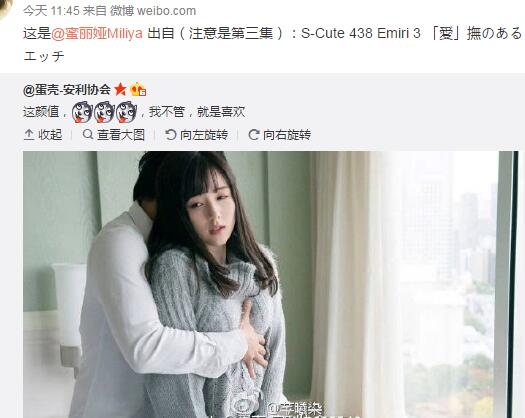 今天 11:45 来自 微博 weibo.com
这是@蜜丽娅Miliya 出自（注意是第三集）：S-Cute 438 Emiri 3 「愛」撫のある
エッチ
@蛋壳-安利协会
这颜值，，我不管，就是喜欢
收起 查看大图 向左旋转 向右旋转